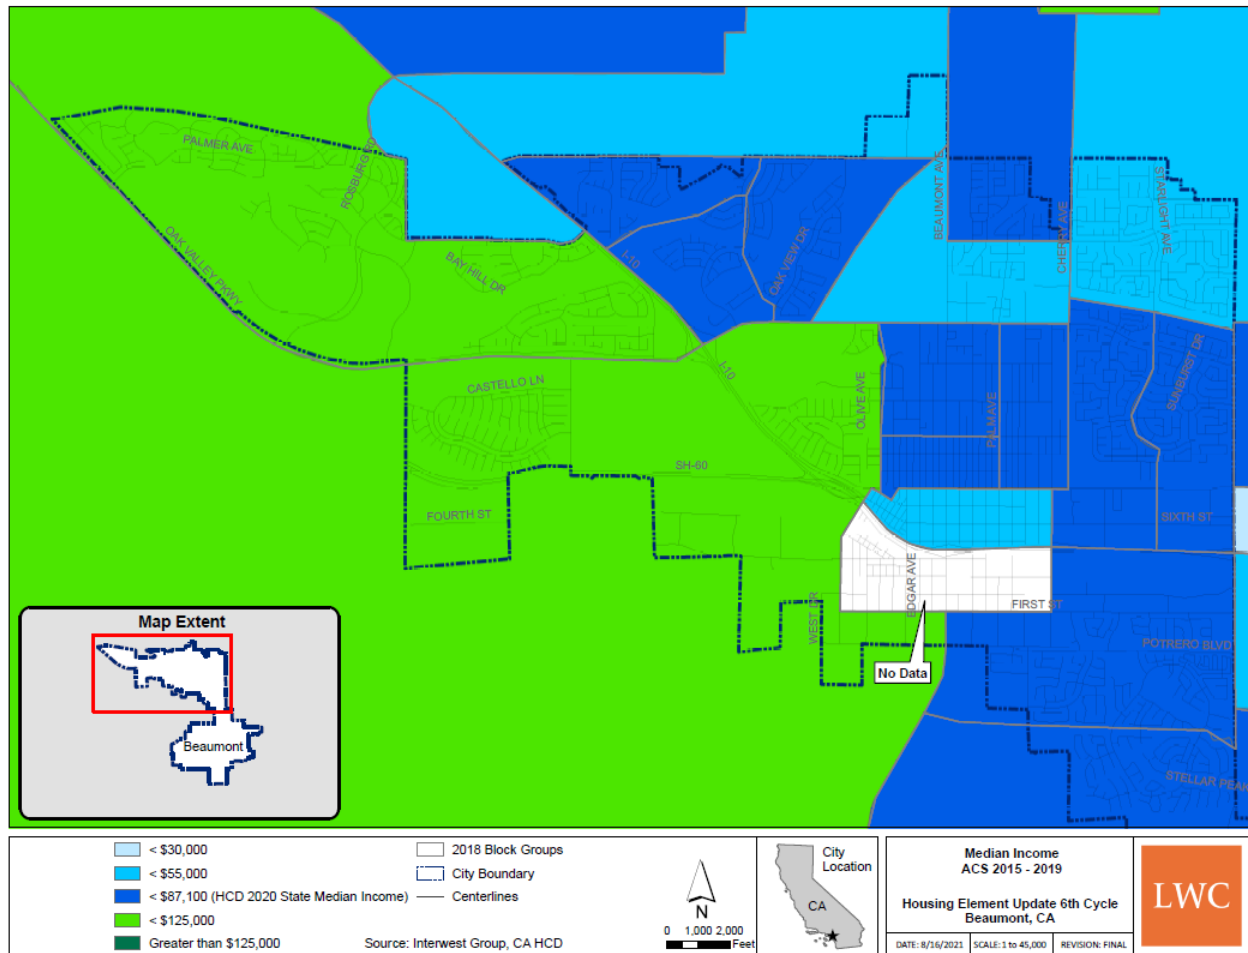 PALMER AVE
ROSBURG RD
OAK VALLEY PKWY
BAY HILL DR
I-10
OAK VIEW DR
BEAUMONT AVE
CHERRY AVE
STARLIGHT AVE
CASTELLO LN
I-10
OLIVE AVE
PALM AVE
SUNBURST DR
SH-60
FOURTH ST
SIXTH ST
EDGAR AVE
WEST DR
FIRST ST
POTRERO BLVD
No Data
STELLAR PEAK
Map Extent
Beaumont
< $30,000
< $55,000
< $87,100 (HCD 2020 State Median Income)
< $125,000
Greater than $125,000
2018 Block Groups
City Boundary
Centerlines
Source: Interwest Group, CA HCD
N
0 1,000 2,000
Feet
City
Location
CA
Median Income
ACS 2015 - 2019
Housing Element Update 6th Cycle
Beaumont, CA
DATE: 8/16/2021 SCALE: 1 to 45,000 REVISION: FINAL
LWC